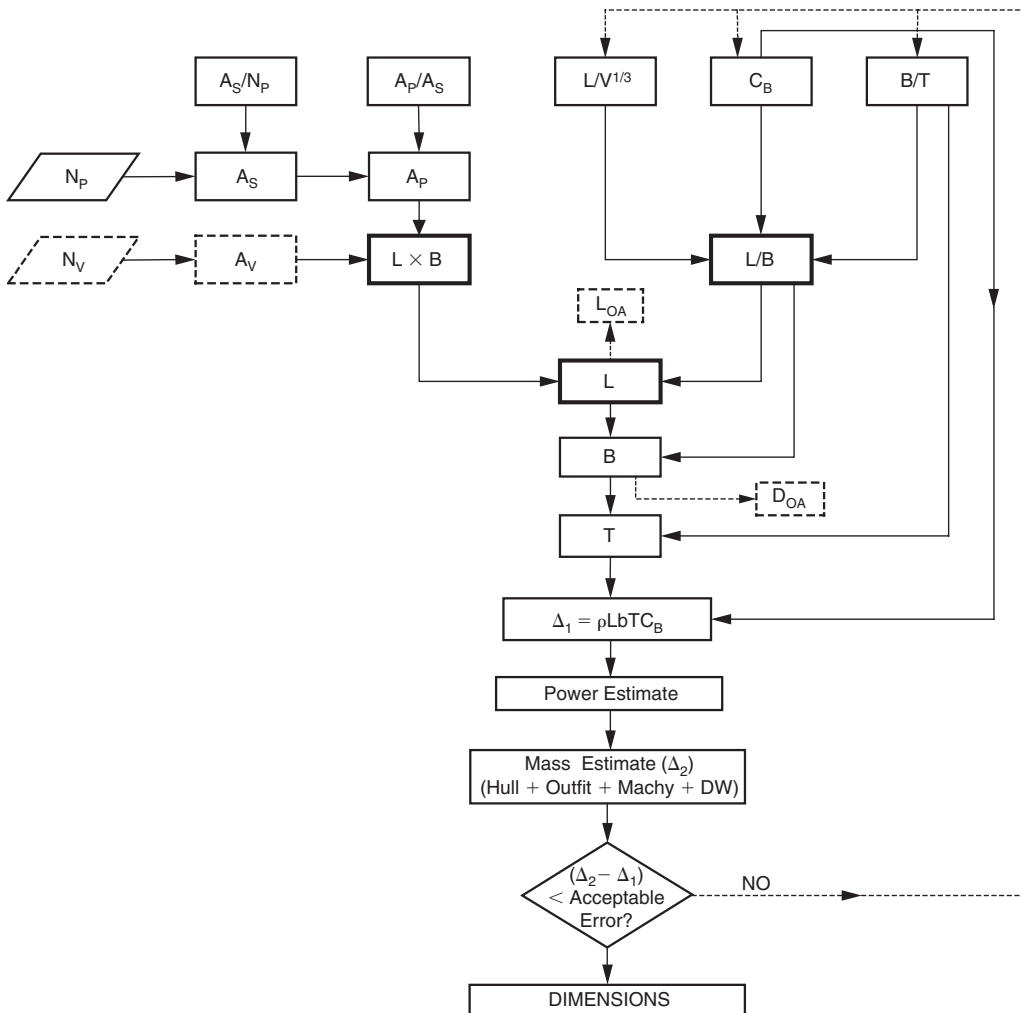 A_S/N_P
A_P/A_S
L/V^1/3
C_B
B/T
N_P
A_S
A_P
N_V
A_V
L × B
L/B
L_OA
L
B
D_OA
T
Δ_1 = ρLbTC_B
Power Estimate
Mass Estimate (Δ_2)
(Hull + Outfit + Machy + DW)
(Δ_2 − Δ_1)
< Acceptable
Error?
NO
DIMENSIONS